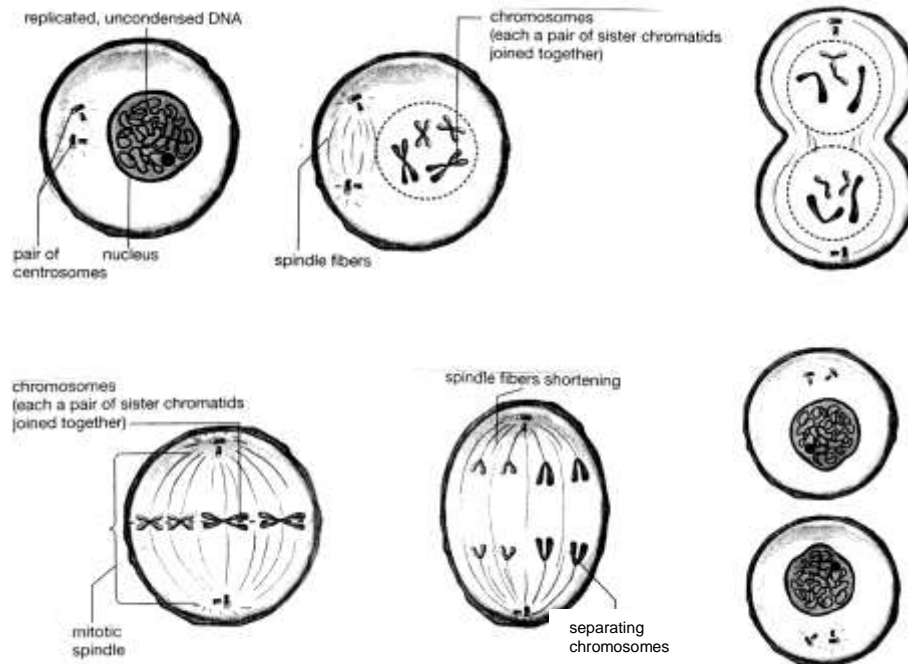 replicated, uncondensed DNA
chromosomes
(each a pair of sister chromatids
joined together)
pair of
centrosomes
nucleus
spindle fibers
chromosomes
(each a pair of sister chromatids
joined together)
spindle fibers shortening
mitotic
spindle
separating
chromosomes